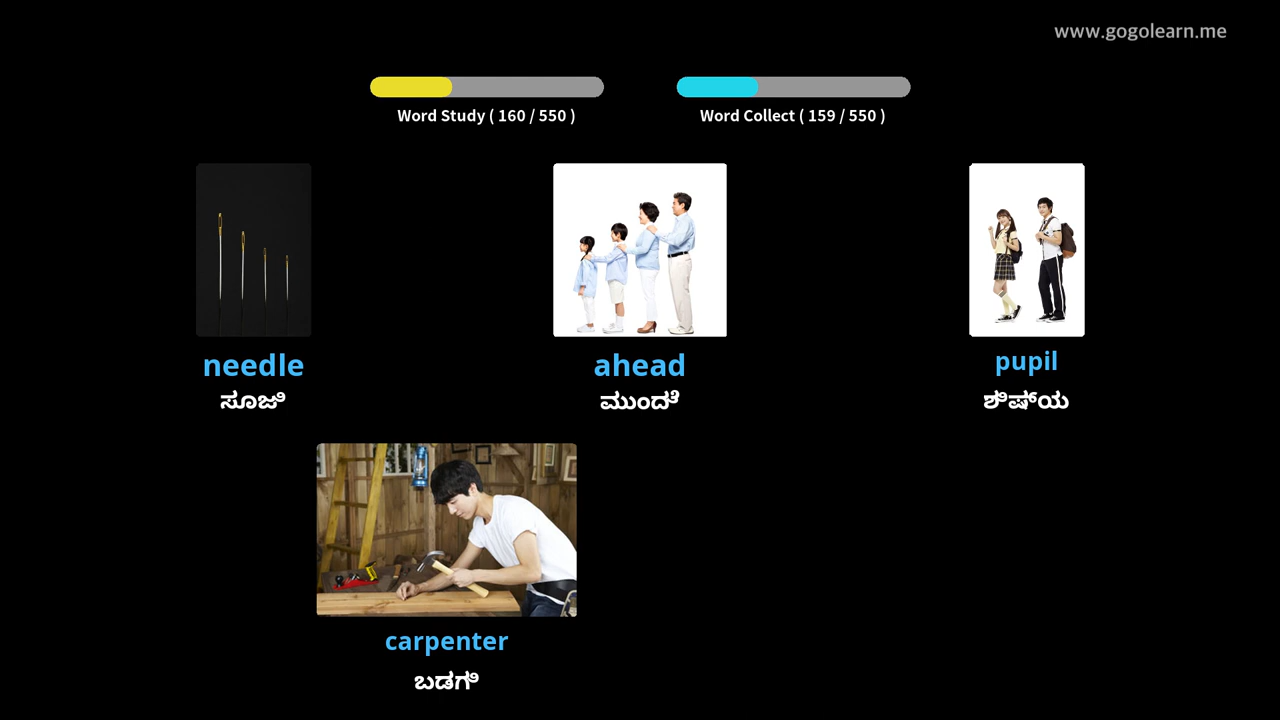 www.gogolearn.me
Word Study ( 160 / 550 )
Word Collect ( 159 / 550 )
needle
ಸೂಜಿ
ahead
ಮುಂದೆ
pupil
ಶಿಷ್ಯ
carpenter
ಬಡಗಿ